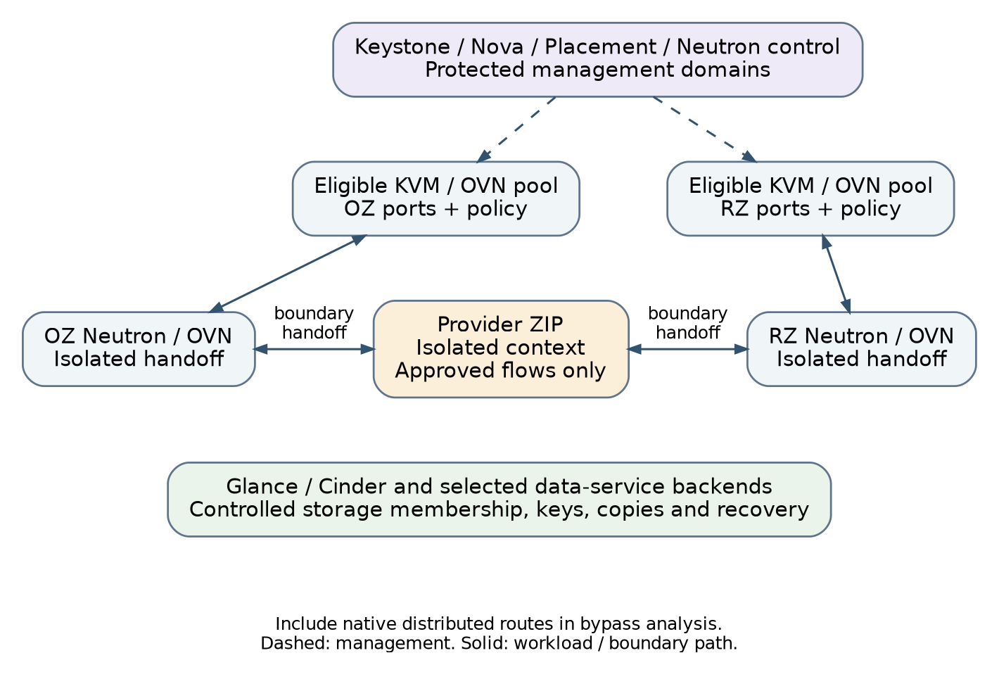 Keystone / Nova / Placement / Neutron control
Protected management domains
Eligible KVM / OVN pool
OZ ports + policy
Eligible KVM / OVN pool
RZ ports + policy
OZ Neutron / OVN
Isolated handoff
boundary
handoff
Provider ZIP
Isolated context
Approved flows only
boundary
handoff
RZ Neutron / OVN
Isolated handoff
Glance / Cinder and selected data-service backends
Controlled storage membership, keys, copies and recovery
Include native distributed routes in bypass analysis.
Dashed: management. Solid: workload / boundary path.